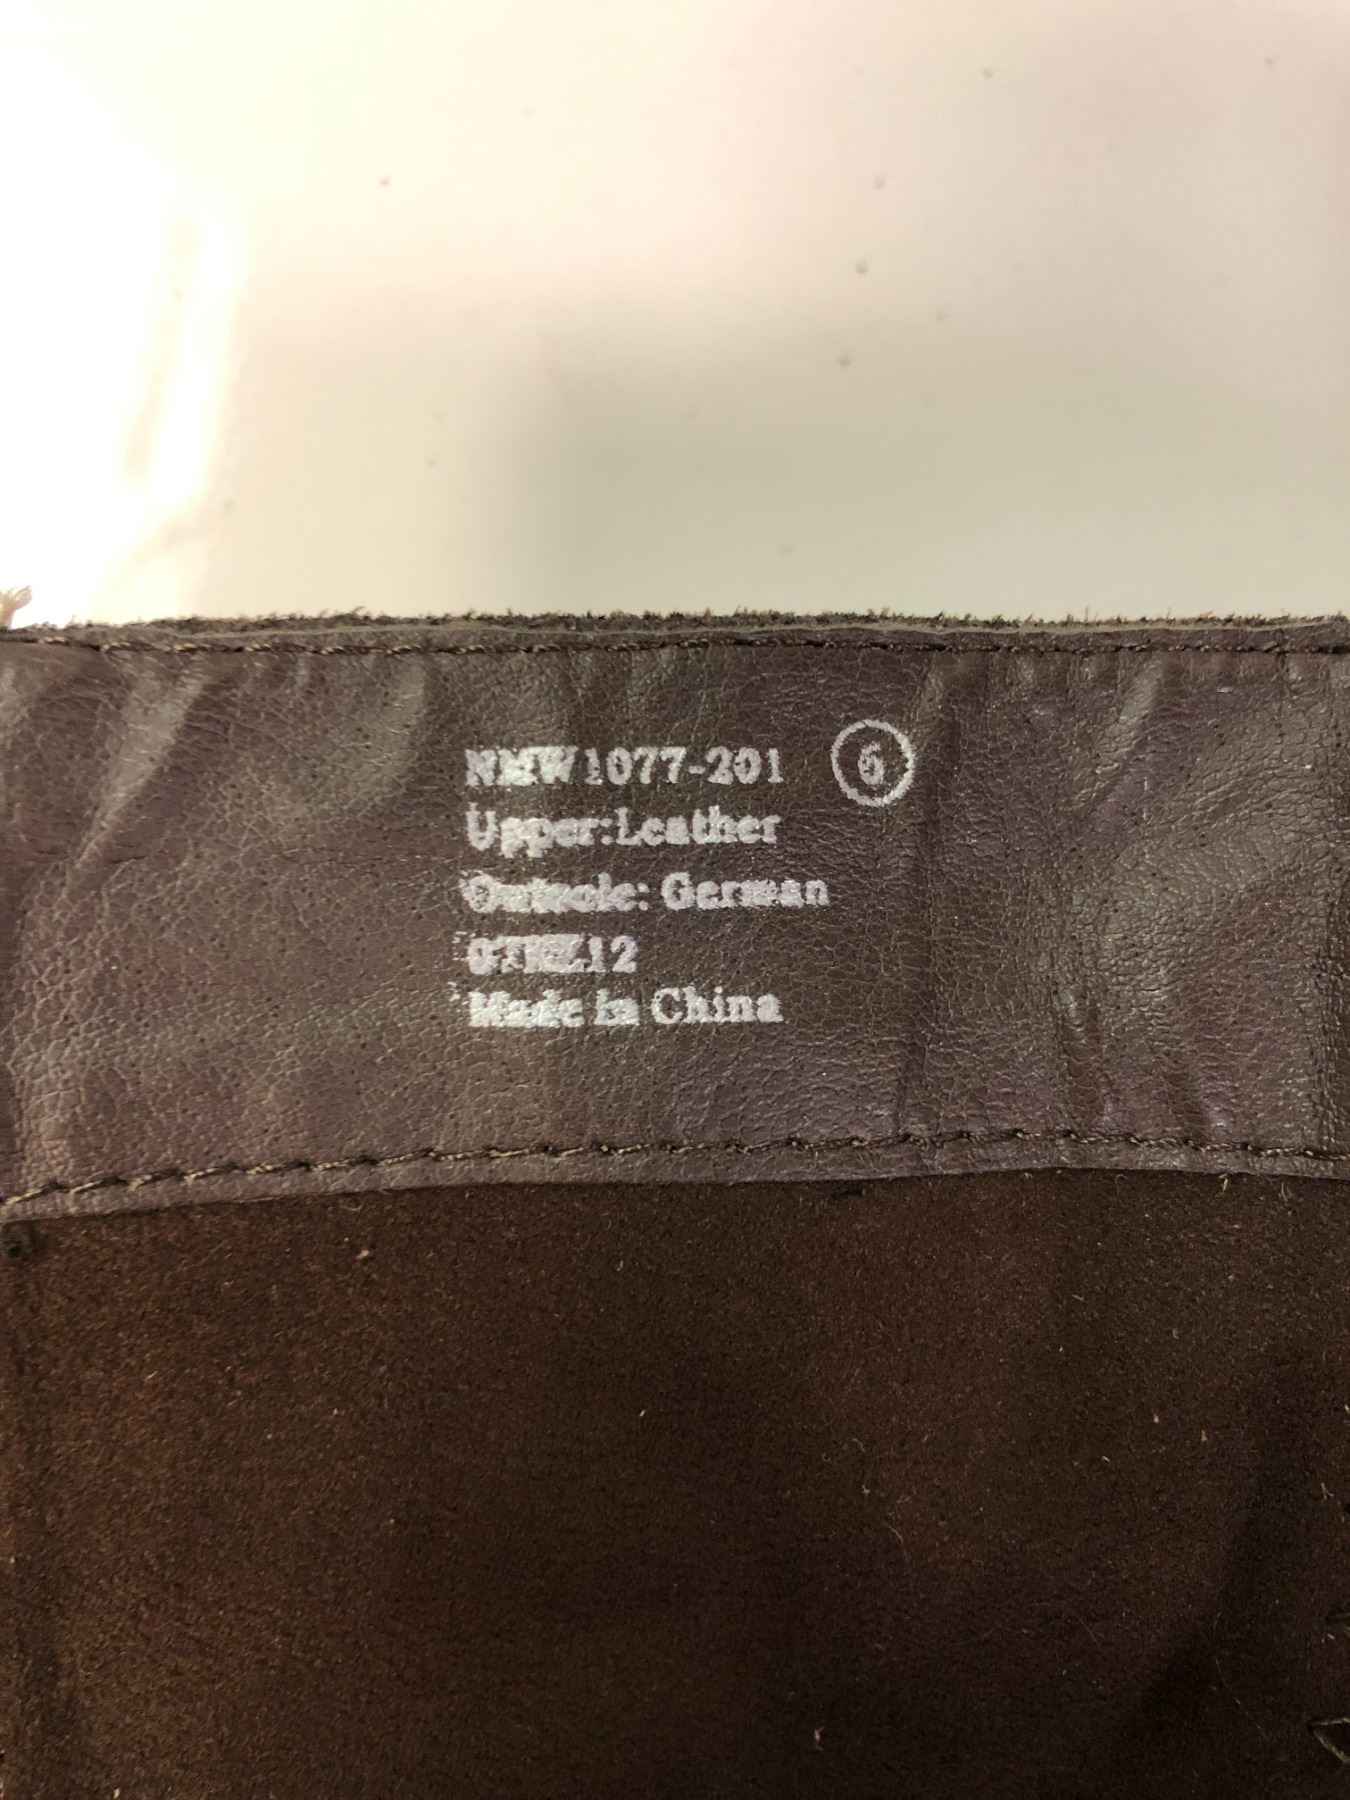 NMW1077-201 6
Upper:Leather
Outsole: German
Made in China